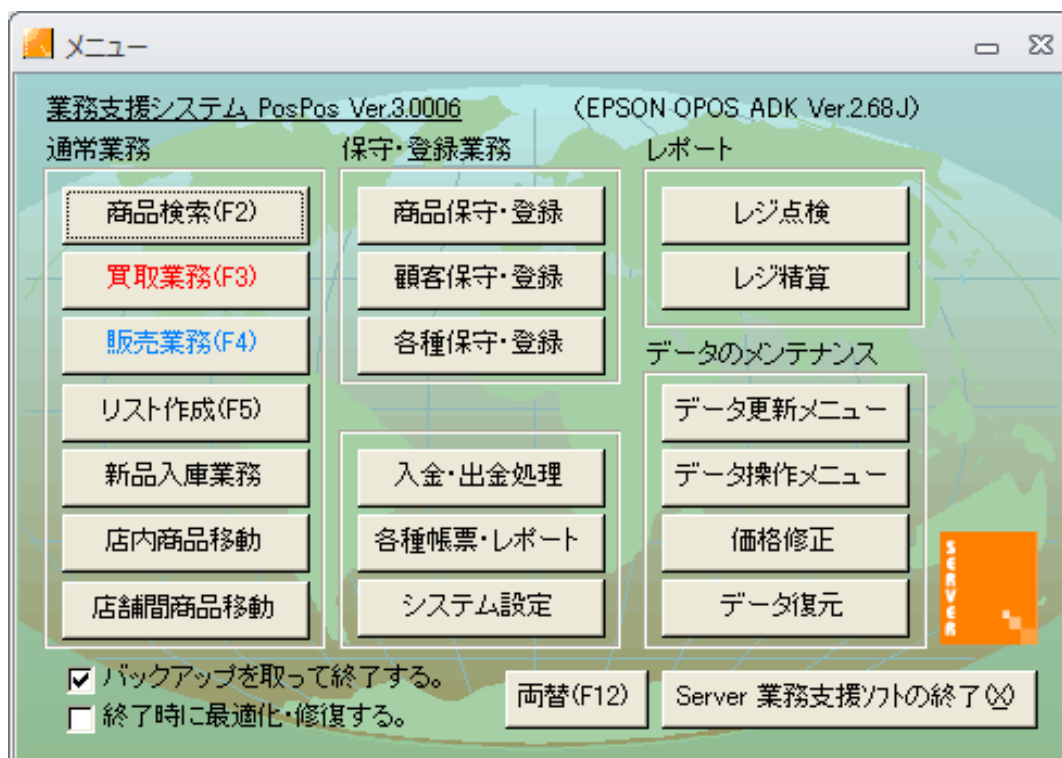 メニュー
業務支援システム PosPos Ver.3.0006
(EPSON OPOS ADK Ver.2.68J)
通常業務
商品検索(F2)
買取業務(F3)
販売業務(F4)
リスト作成(F5)
新品入庫業務
店内商品移動
店舗間商品移動
保守・登録業務
商品保守・登録
顧客保守・登録
各種保守・登録
入金・出金処理
各種帳票・レポート
システム設定
レポート
レジ点検
レジ精算
データのメンテナンス
データ更新メニュー
データ操作メニュー
価格修正
データ復元
SERVER
バックアップを取って終了する。
終了時に最適化・修復する。
両替(F12)
Server 業務支援ソフトの終了(X)